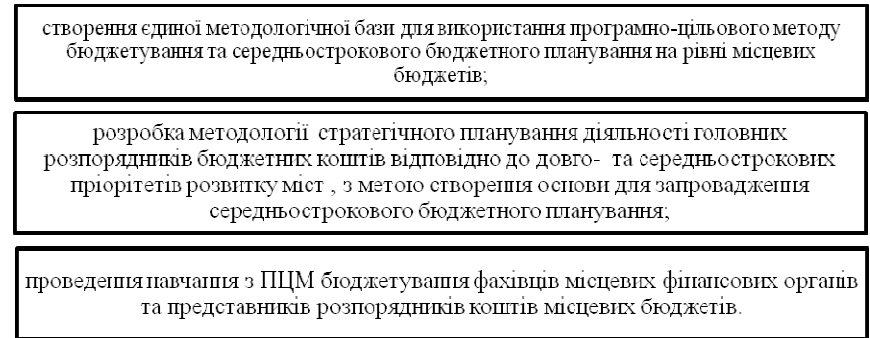 створення єдиної методологічної бази для використання програмно-цільового методу
бюджетування та середньострокового бюджетного планування на рівні місцевих
бюджетів;
розробка методології стратегічного планування діяльності головних
розпорядників бюджетних коштів відповідно до довго- та середньострокових
пріорітетів розвитку міст , з метою створення основи для запровадження
середньострокового бюджетного планування;
проведення навчання з ПЦМ бюджетування фахівців місцевих фінансових органів
та представників розпорядників коштів місцевих бюджетів.